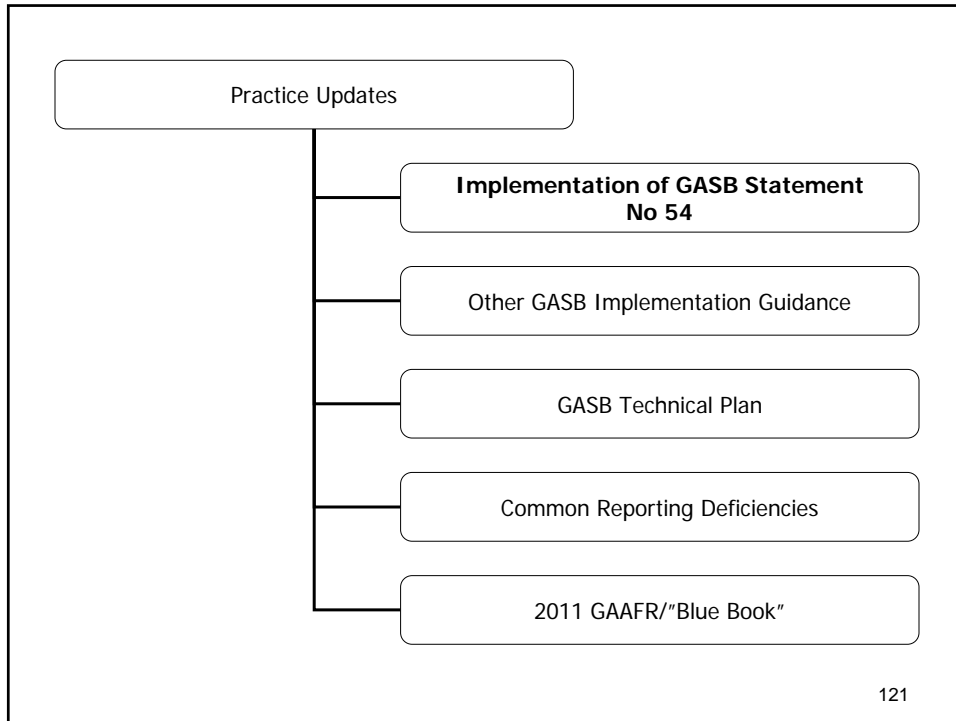 Practice Updates
Implementation of GASB Statement
No 54
Other GASB Implementation Guidance
GASB Technical Plan
Common Reporting Deficiencies
2011 GAAFR/"Blue Book"
121